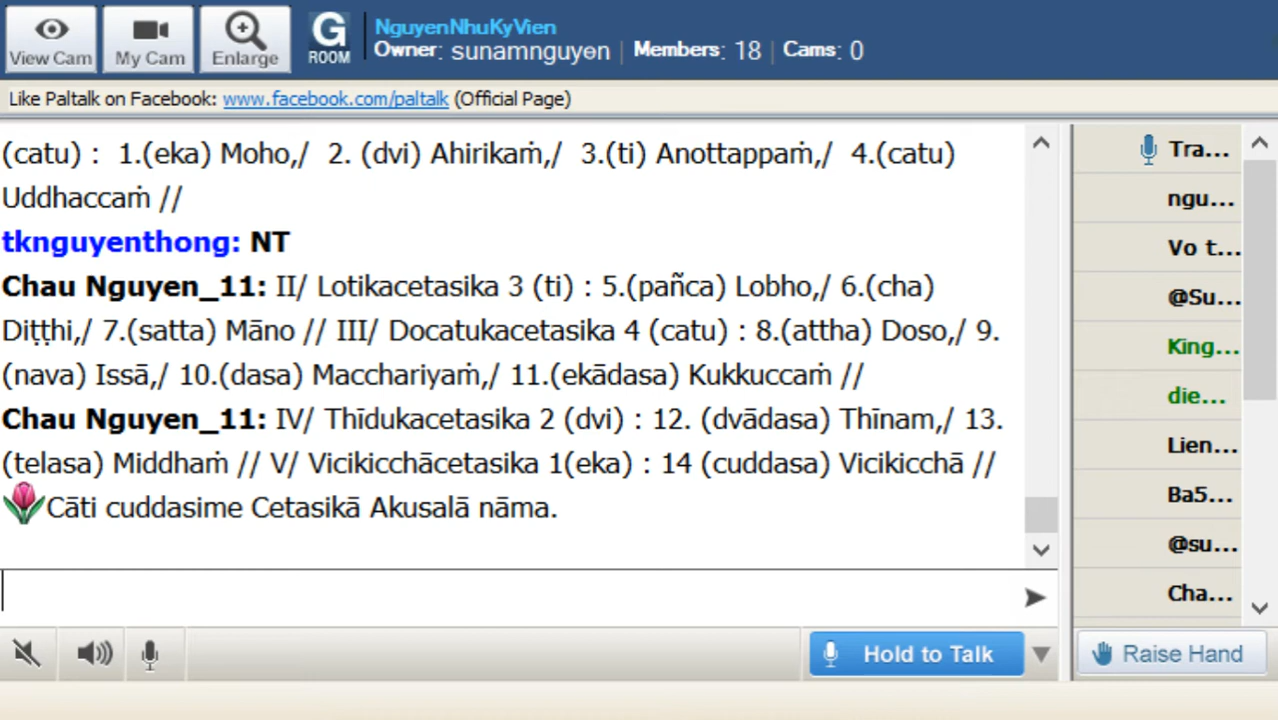 View Cam
My Cam
Enlarge
G
ROOM
NguyenNhuKyVien
Owner: sunamnguyen | Members: 18 | Cams: 0
Like Paltalk on Facebook: www.facebook.com/paltalk (Official Page)
(catu) : 1.(eka) Moho,/ 2. (dvi) Ahirikaṁ,/ 3.(ti) Anottappaṁ,/ 4.(catu)
Uddhaccaṁ //
tknguyenthong: NT
Chau Nguyen_11: II/ Lotikacetasika 3 (ti) : 5.(pañca) Lobho,/ 6.(cha)
Diṭṭhi,/ 7.(satta) Māno // III/ Docatukacetasika 4 (catu) : 8.(attha) Doso,/ 9.
(nava) Issā,/ 10.(dasa) Macchariyaṁ,/ 11.(ekādasa) Kukkuccaṁ //
Chau Nguyen_11: IV/ Thīdukacetasika 2 (dvi) : 12. (dvādasa) Thīnam,/ 13.
(telasa) Middhaṁ // V/ Vicikicchācetasika 1(eka) : 14 (cuddasa) Vicikicchā //
Cāti cuddasime Cetasikā Akusalā nāma.
Tra...
ngu...
Vo t...
@Su...
King...
die...
Lien...
Ba5...
@su...
Cha...
Hold to Talk
Raise Hand